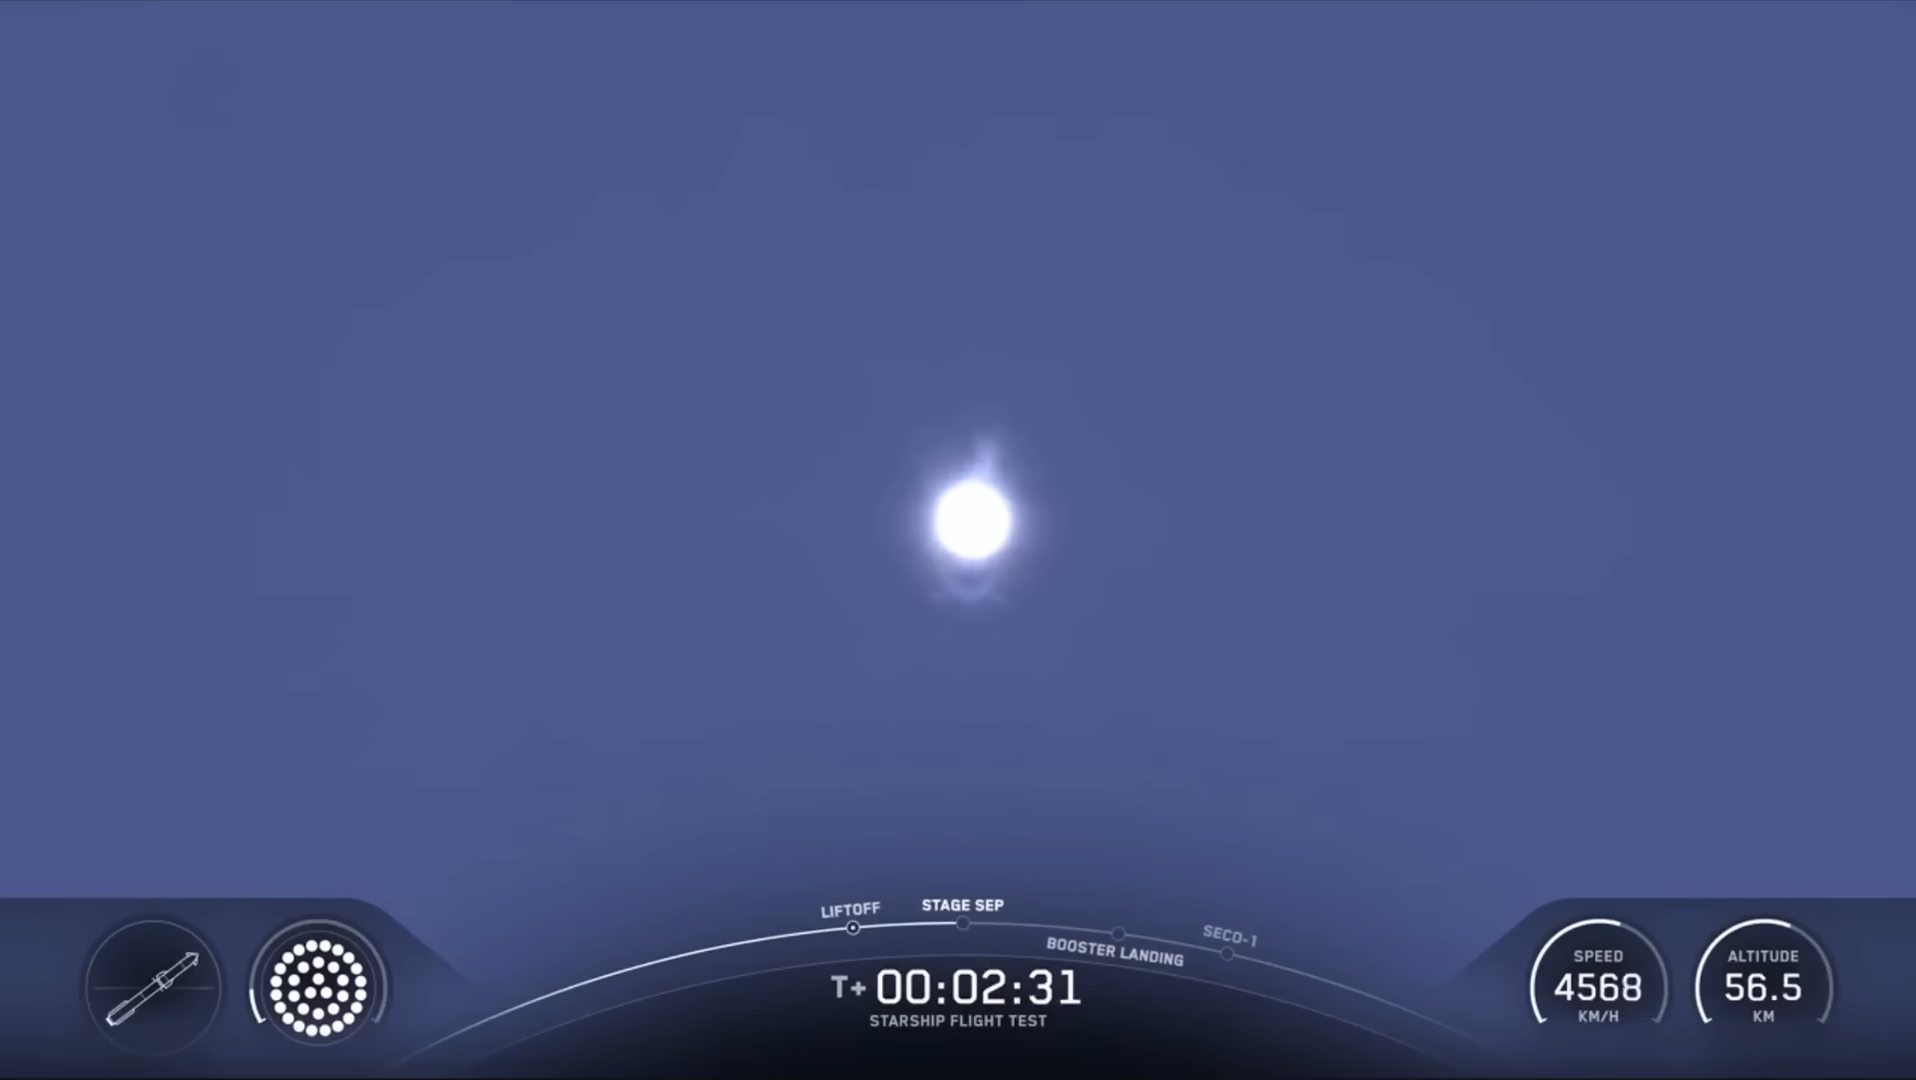 LIFTOFF
STAGE SEP
BOOSTER LANDING
SECO-1
T+ 00:02:31
STARSHIP FLIGHT TEST
SPEED
4568
KM/H
ALTITUDE
56.5
KM